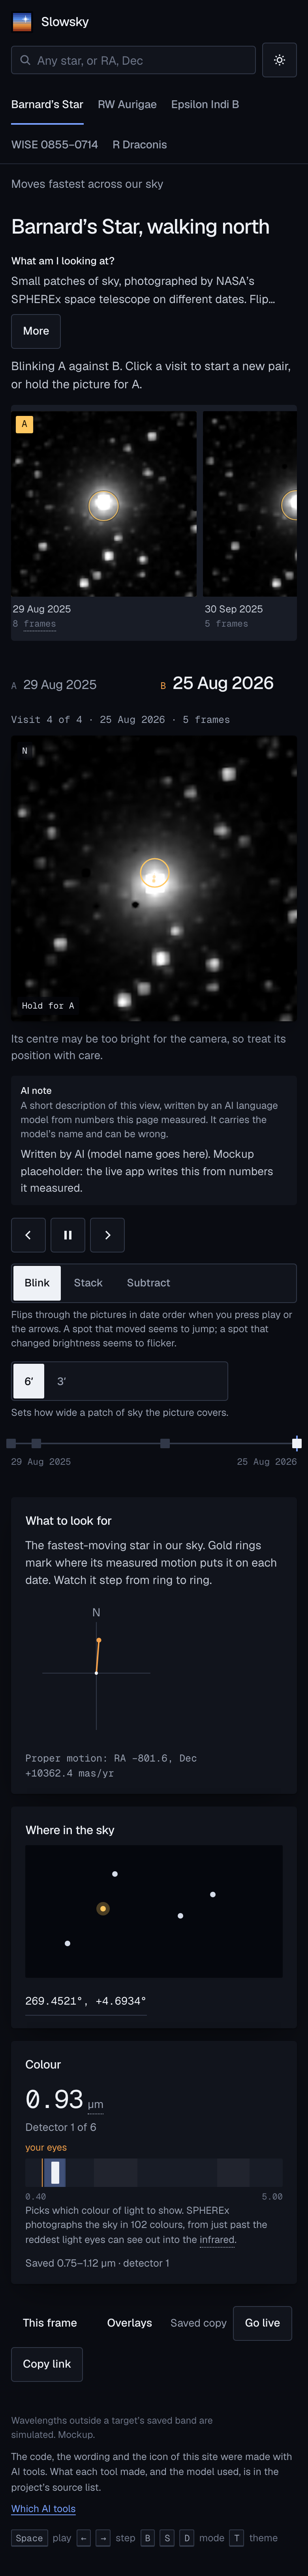 Slowsky
Any star, or RA, Dec
Barnard's Star RW Aurigae Epsilon Indi B
WISE 0855–0714 R Draconis
Moves fastest across our sky
Barnard's Star, walking north
What am I looking at?
Small patches of sky, photographed by NASA's
SPHEREx space telescope on different dates. Flip…
More
Blinking A against B. Click a visit to start a new pair,
or hold the picture for A.
A
29 Aug 2025 30 Sep 2025
8 frames 5 frames
A 29 Aug 2025 B 25 Aug 2026
Visit 4 of 4 · 25 Aug 2026 · 5 frames
N
Hold for A
Its centre may be too bright for the camera, so treat its
position with care.
AI note
A short description of this view, written by an AI language
model from numbers this page measured. It carries the
model's name and can be wrong.
Written by AI (model name goes here). Mockup
placeholder: the live app writes this from numbers
it measured.
Blink Stack Subtract
Flips through the pictures in date order when you press play or
the arrows. A spot that moved seems to jump; a spot that
changed brightness seems to flicker.
6′ 3′
Sets how wide a patch of sky the picture covers.
29 Aug 2025 25 Aug 2026
What to look for
The fastest-moving star in our sky. Gold rings
mark where its measured motion puts it on each
date. Watch it step from ring to ring.
N
Proper motion: RA −801.6, Dec
+10362.4 mas/yr
Where in the sky
269.4521°, +4.6934°
Colour
0.93 μm
Detector 1 of 6
your eyes
0.40 5.00
Picks which colour of light to show. SPHEREx
photographs the sky in 102 colours, from just past the
reddest light eyes can see out into the infrared.
Saved 0.75–1.12 μm · detector 1
This frame Overlays Saved copy Go live
Copy link
Wavelengths outside a target's saved band are
simulated. Mockup.
The code, the wording and the icon of this site were made with
AI tools. What each tool made, and the model used, is in the
project's source list.
Which AI tools
Space play ← → step B S D mode T theme